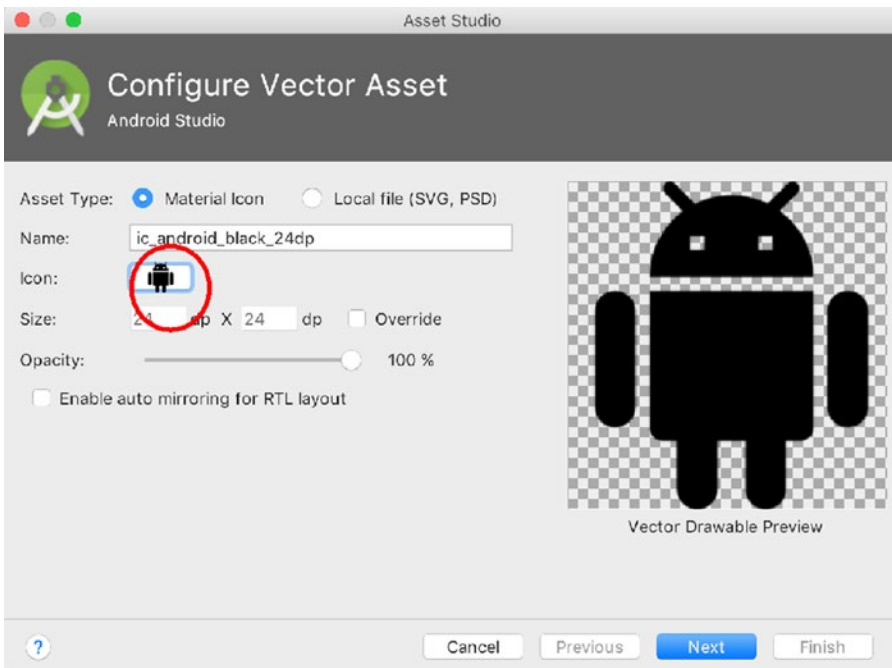 Asset Studio
Configure Vector Asset
Android Studio
Asset Type: Material Icon Local file (SVG, PSD)
Name: ic_android_black_24dp
Icon:
Size: 24 dp X 24 dp Override
Opacity: 100 %
Enable auto mirroring for RTL layout
Vector Drawable Preview
? Cancel Previous Next Finish